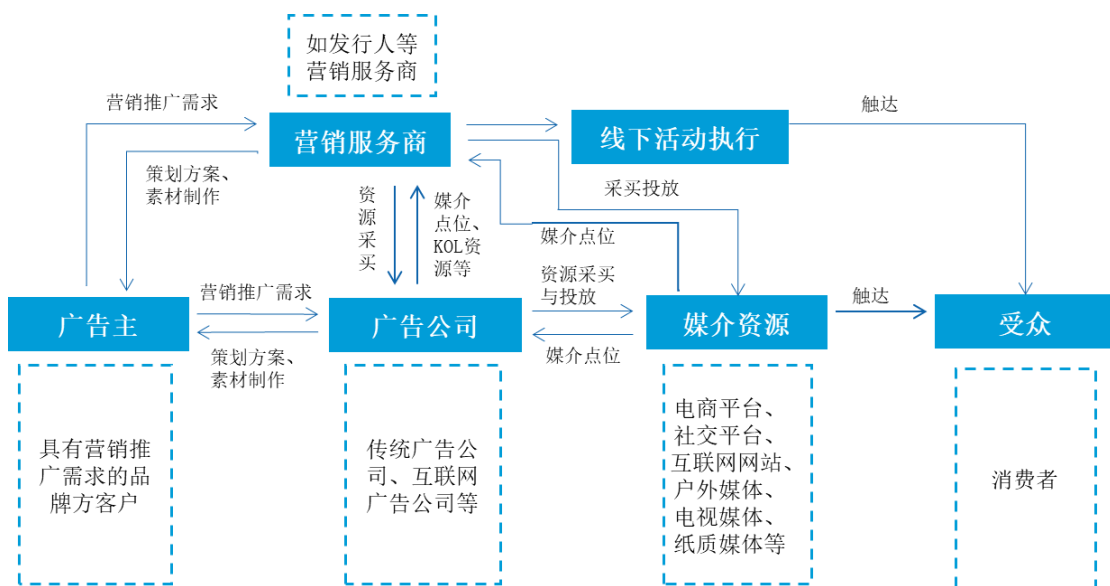 如发行人等
营销服务商
营销推广需求
触达
营销服务商
线下活动执行
策划方案、
素材制作
资
源
采
买
媒介
点位、
KOL资
源等
采买投放
媒介点位
营销推广需求
资源采买
与投放
触达
广告主
广告公司
媒介资源
受众
策划方案、
素材制作
媒介点位
具有营销推
广需求的品
牌方客户
传统广告公
司、互联网
广告公司等
电商平台、
社交平台、
互联网网站、
户外媒体、
电视媒体、
纸质媒体等
消费者